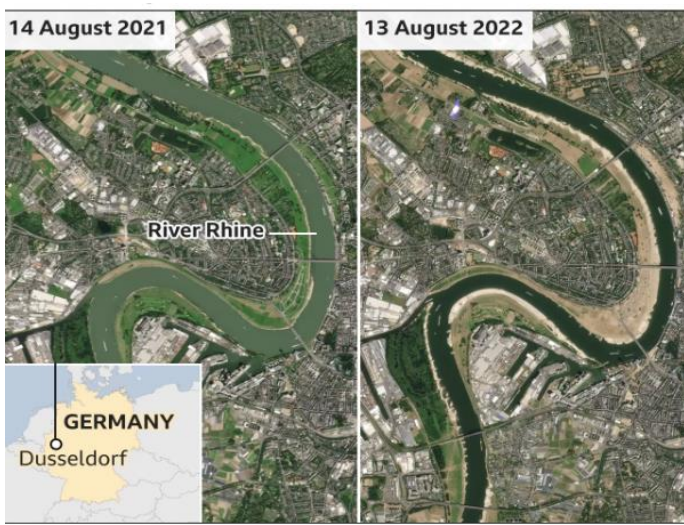 14 August 2021
13 August 2022
River Rhine
GERMANY
Dusseldorf